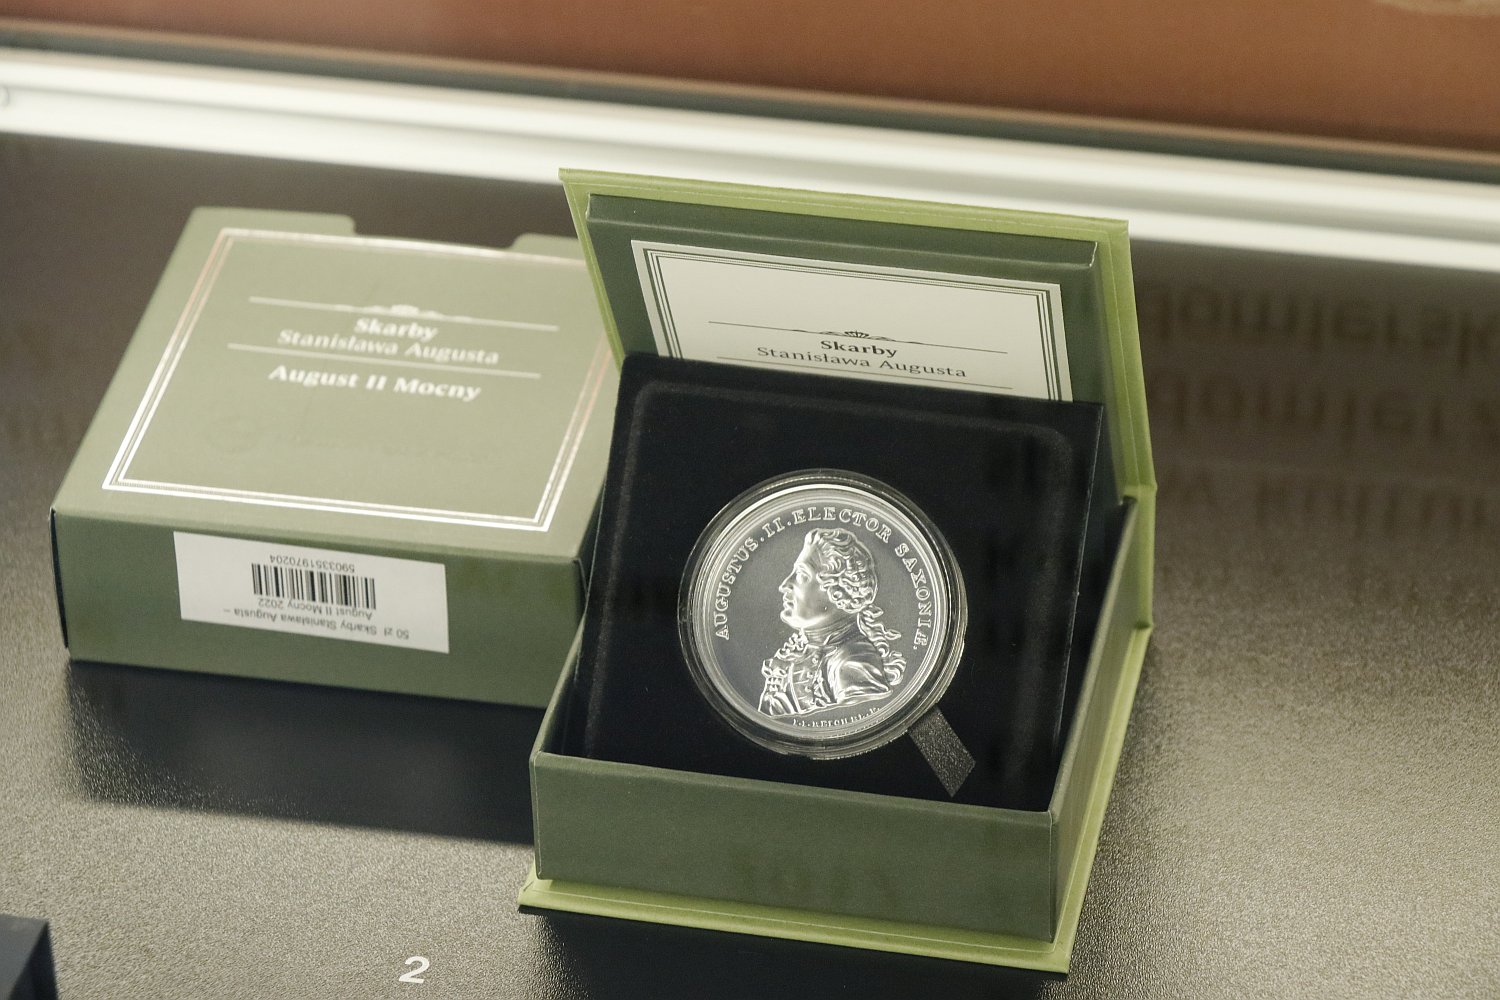 Skarby
Stanisława Augusta
August II Mocny
50 zł Skarby Stanisława Augusta –
August II Mocny 2022
5903351970204
Skarby
Stanisława Augusta
AUGUSTUS.II.ELECTOR SAXONIÆ.
I.I.REICHEL.F.
2